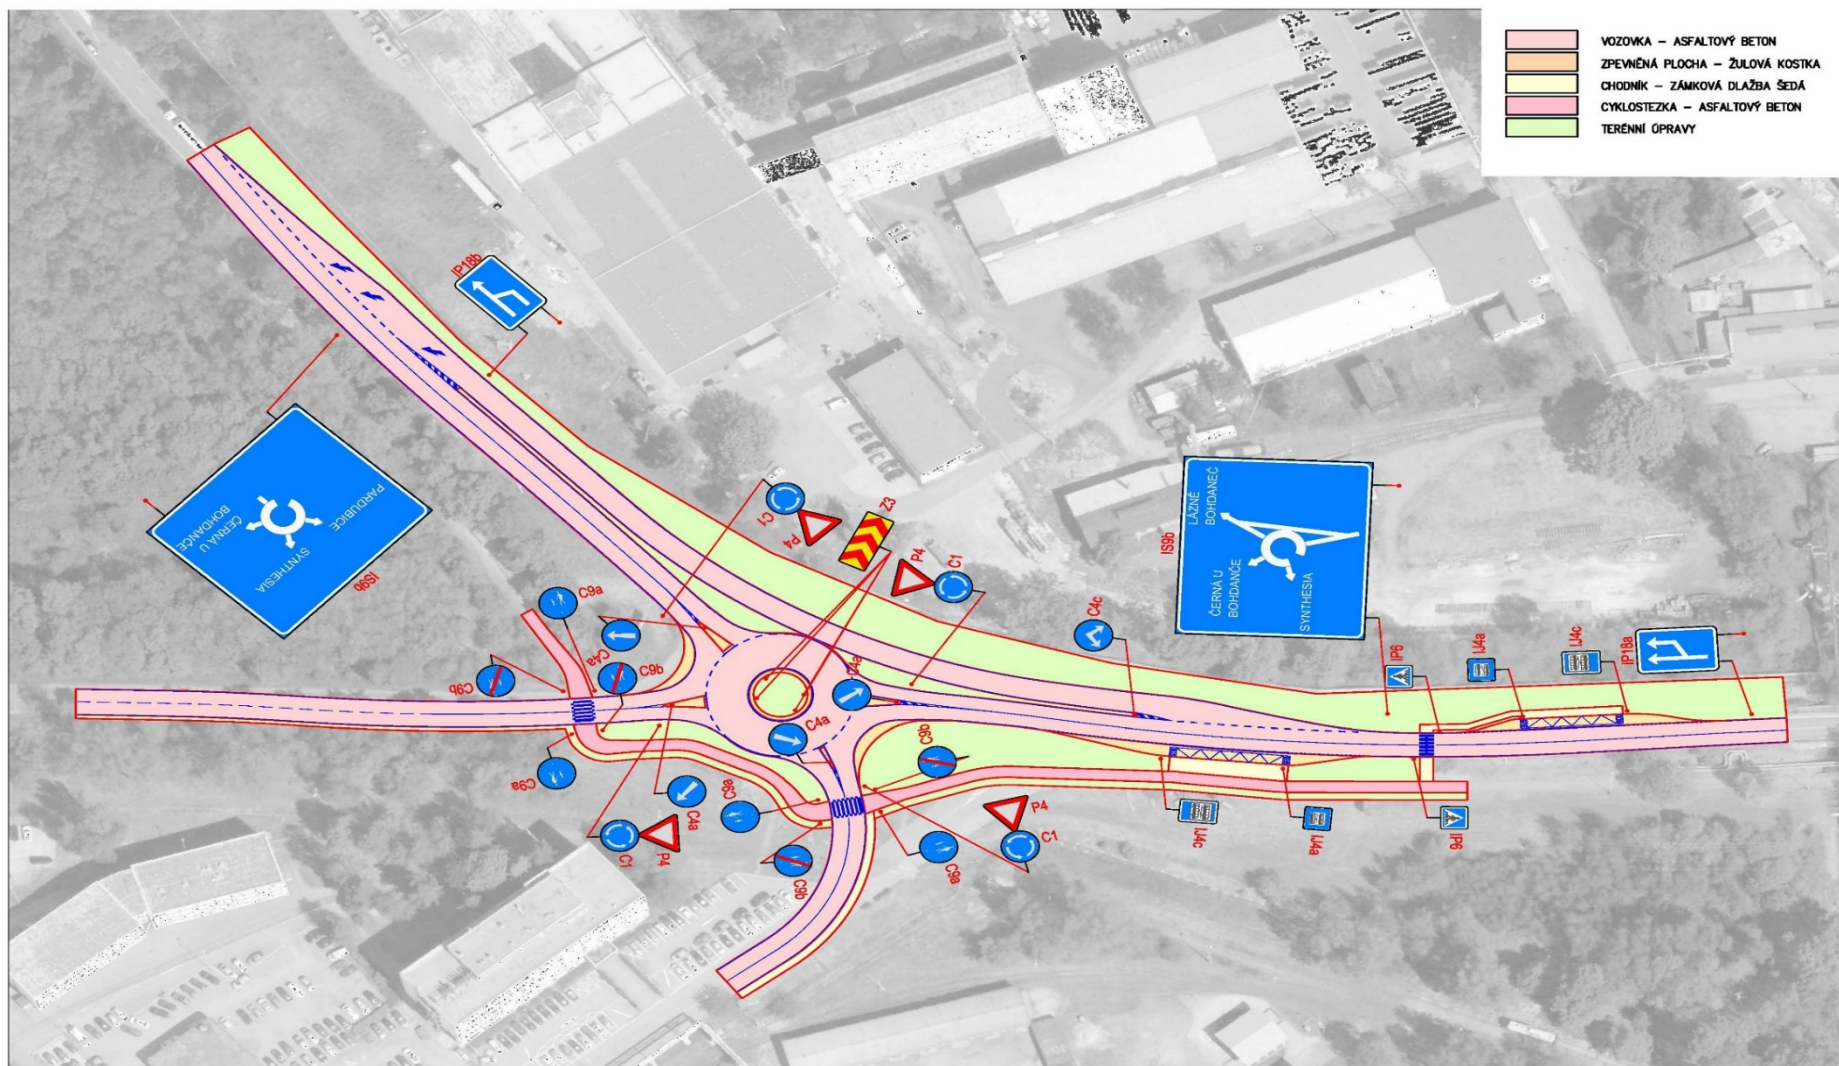 VOZOVKA – ASFALTOVÝ BETON
ZPEVNĚNÁ PLOCHA – ŽULOVÁ KOSTKA
CHODNÍK – ZÁMKOVÁ DLAŽBA ŠEDÁ
CYKLOSTEZKA – ASFALTOVÝ BETON
TERÉNNÍ ÚPRAVY
IP18b
PARDUBICE
ČERNÁ U
BOHDANČE
SYNTHESIA
IS9b
C1
P4
Z3
P4
C1
C4c
IS9b
LÁZNĚ
BOHDANEČ
ČERNÁ U
BOHDANČE
SYNTHESIA
IP6
IJ4a
IJ4c
IP18a
C9a
C4a
C9b
C9b
C4a
C4a
C9b
C9a
C9a
C4a
C1
P4
C9b
C9a
P4
C1
IJ4c
IJ4a
IP6